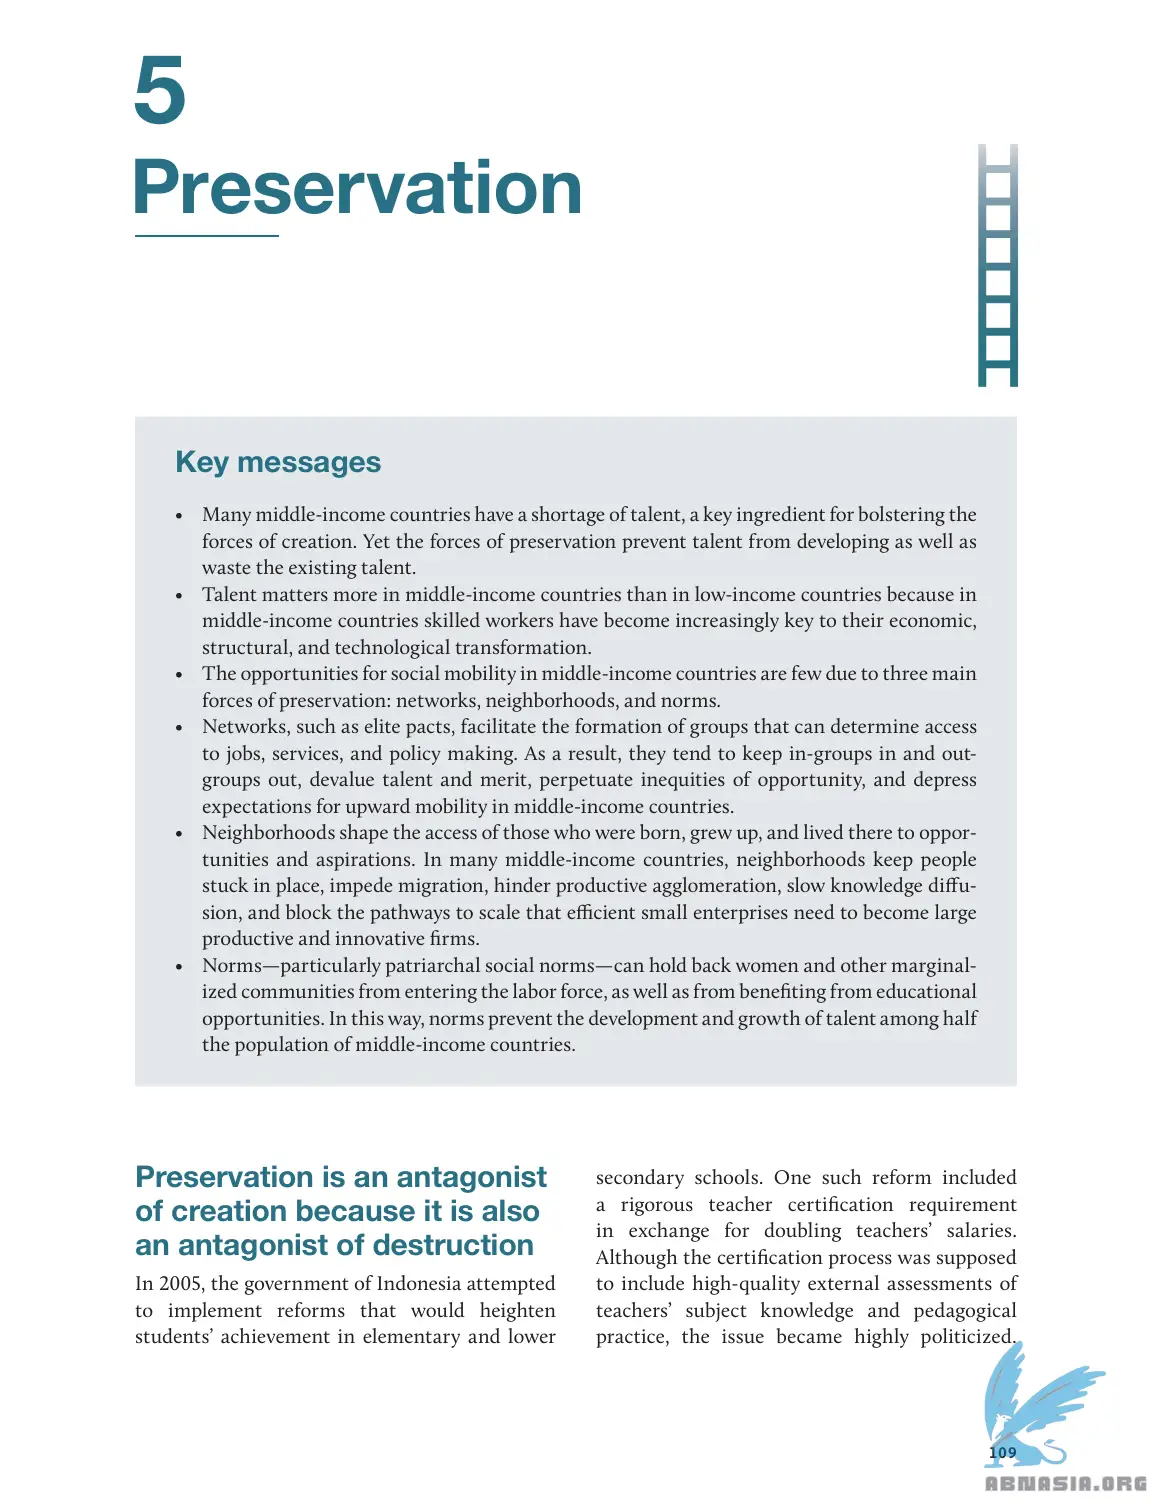 5
Preservation
Key messages
• Many middle-income countries have a shortage of talent, a key ingredient for bolstering the
forces of creation. Yet the forces of preservation prevent talent from developing as well as
waste the existing talent.
• Talent matters more in middle-income countries than in low-income countries because in
middle-income countries skilled workers have become increasingly key to their economic,
structural, and technological transformation.
• The opportunities for social mobility in middle-income countries are few due to three main
forces of preservation: networks, neighborhoods, and norms.
• Networks, such as elite pacts, facilitate the formation of groups that can determine access
to jobs, services, and policy making. As a result, they tend to keep in-groups in and out-
groups out, devalue talent and merit, perpetuate inequities of opportunity, and depress
expectations for upward mobility in middle-income countries.
• Neighborhoods shape the access of those who were born, grew up, and lived there to oppor-
tunities and aspirations. In many middle-income countries, neighborhoods keep people
stuck in place, impede migration, hinder productive agglomeration, slow knowledge diffu-
sion, and block the pathways to scale that efficient small enterprises need to become large
productive and innovative firms.
• Norms—particularly patriarchal social norms—can hold back women and other marginal-
ized communities from entering the labor force, as well as from benefiting from educational
opportunities. In this way, norms prevent the development and growth of talent among half
the population of middle-income countries.
Preservation is an antagonist
of creation because it is also
an antagonist of destruction
In 2005, the government of Indonesia attempted
to implement reforms that would heighten
students’ achievement in elementary and lower
secondary schools. One such reform included
a rigorous teacher certification requirement
in exchange for doubling teachers’ salaries.
Although the certification process was supposed
to include high-quality external assessments of
teachers’ subject knowledge and pedagogical
practice, the issue became highly politicized.
109
ABNASIA.ORG